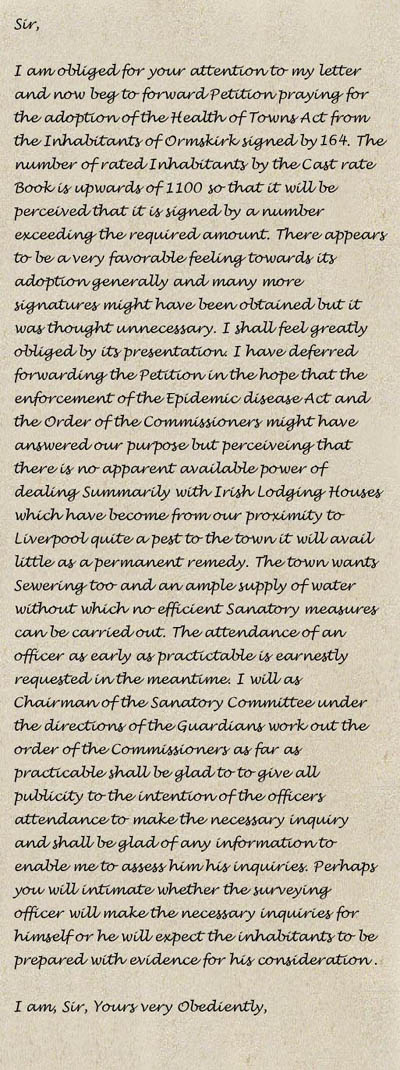 Sir,
I am obliged for your attention to my letter
and now beg to forward Petition praying for
the adoption of the Health of Towns Act from
the Inhabitants of Ormskirk signed by 164. The
number of rated Inhabitants by the Cast rate
Book is upwards of 1100 so that it will be
perceived that it is signed by a number
exceeding the required amount. There appears
to be a very favorable feeling towards its
adoption generally and many more
signatures might have been obtained but it
was thought unnecessary. I shall feel greatly
obliged by its presentation. I have deferred
forwarding the Petition in the hope that the
enforcement of the Epidemic disease Act and
the Order of the Commissioners might have
answered our purpose but perceiveing that
there is no apparent available power of
dealing Summarily with Irish Lodging Houses
which have become from our proximity to
Liverpool quite a pest to the town it will avail
little as a permanent remedy. The town wants
Sewering too and an ample supply of water
without which no efficient Sanatory measures
can be carried out. The attendance of an
officer as early as practictable is earnestly
requested in the meantime. I will as
Chairman of the Sanatory Committee under
the directions of the Guardians work out the
order of the Commissioners as far as
practicable shall be glad to to give all
publicity to the intention of the officers
attendance to make the necessary inquiry
and shall be glad of any information to
enable me to assess him his inquiries. Perhaps
you will intimate whether the surveying
officer will make the necessary inquiries for
himself or he will expect the inhabitants to be
prepared with evidence for his consideration.
I am, Sir, Yours very Obediently,